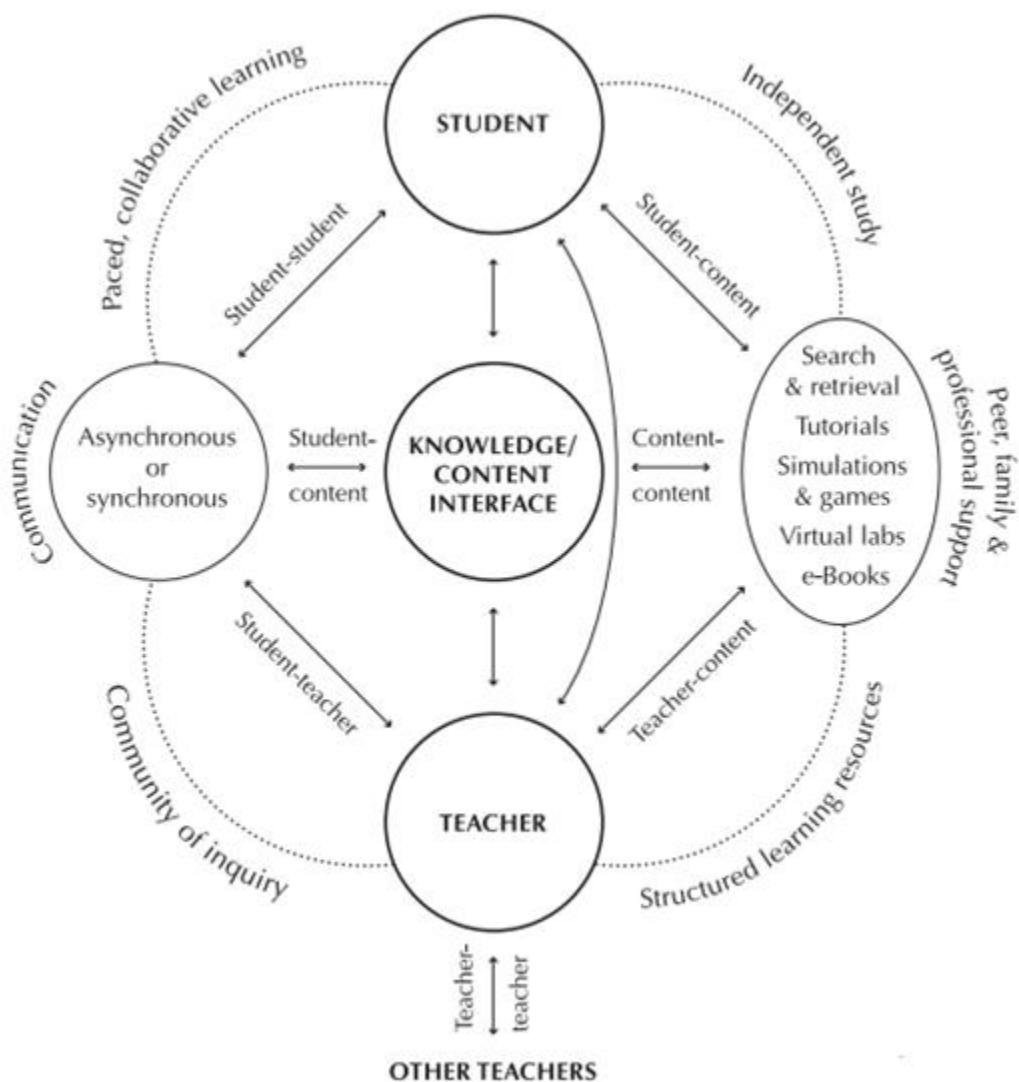 STUDENT
Paced, collaborative learning
Independent study
Student-student
Student-content
Communication
Asynchronous
or
synchronous
Student-
content
KNOWLEDGE/
CONTENT
INTERFACE
Content-
content
Search
& retrieval
Tutorials
Simulations
& games
Virtual labs
e-Books
Peer, family &
professional support
Student-teacher
Teacher-content
Community of inquiry
TEACHER
Structured learning resources
Teacher-
teacher
OTHER TEACHERS